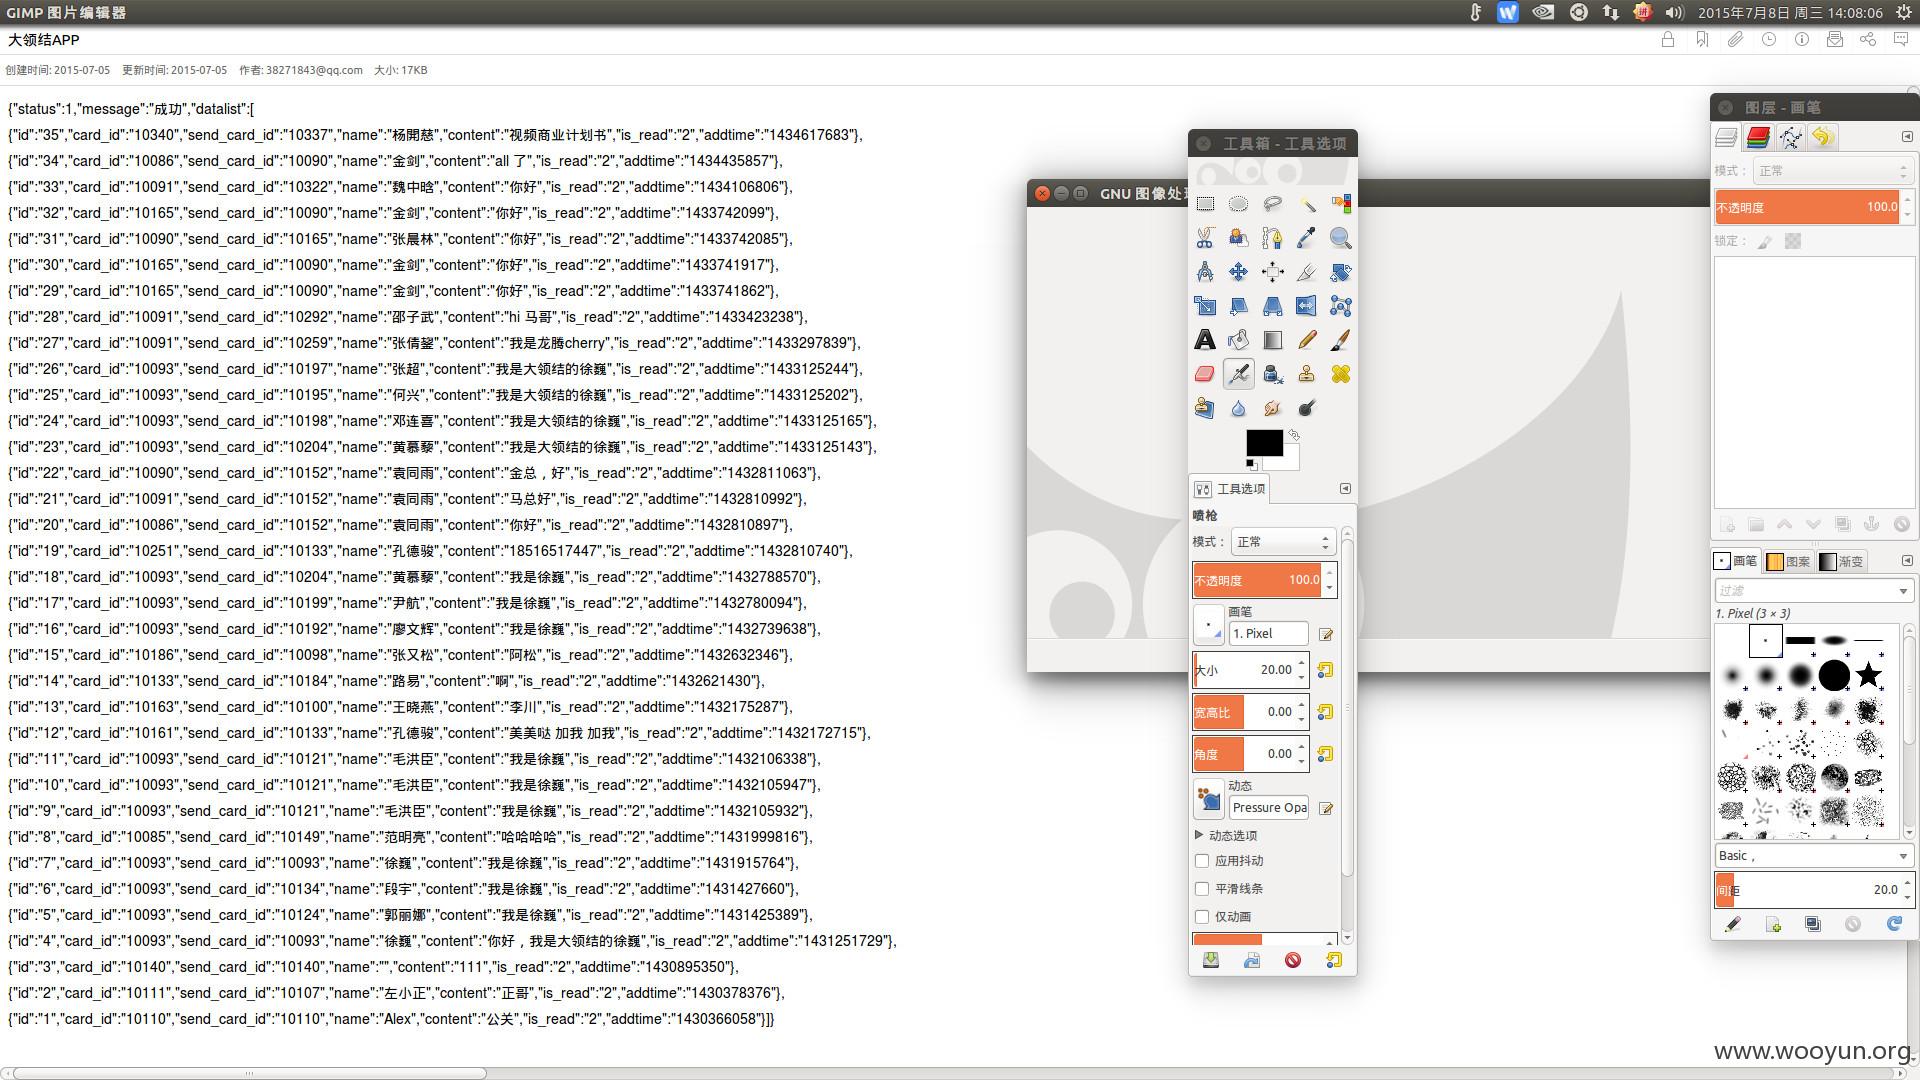 GIMP 图片编辑器
2015年7月8日 周三 14:08:06
大领结APP
创建时间: 2015-07-05 更新时间: 2015-07-05 作者: 38271843@qq.com 大小: 17KB
{"status":1,"message":"成功","datalist":[
{"id":"35","card_id":"10340","send_card_id":"10337","name":"杨開慈","content":"视频商业计划书","is_read":"2","addtime":"1434617683"},
{"id":"34","card_id":"10086","send_card_id":"10090","name":"金剑","content":"all 了","is_read":"2","addtime":"1434435857"},
{"id":"33","card_id":"10091","send_card_id":"10322","name":"魏中晗","content":"你好","is_read":"2","addtime":"1434106806"},
{"id":"32","card_id":"10165","send_card_id":"10090","name":"金剑","content":"你好","is_read":"2","addtime":"1433742099"},
{"id":"31","card_id":"10090","send_card_id":"10165","name":"张晨林","content":"你好","is_read":"2","addtime":"1433742085"},
{"id":"30","card_id":"10165","send_card_id":"10090","name":"金剑","content":"你好","is_read":"2","addtime":"1433741917"},
{"id":"29","card_id":"10165","send_card_id":"10090","name":"金剑","content":"你好","is_read":"2","addtime":"1433741862"},
{"id":"28","card_id":"10091","send_card_id":"10292","name":"邵子武","content":"hi 马哥","is_read":"2","addtime":"1433423238"},
{"id":"27","card_id":"10091","send_card_id":"10259","name":"张倩","content":"我是龙腾cherry","is_read":"2","addtime":"1433297839"},
{"id":"26","card_id":"10093","send_card_id":"10197","name":"张超","content":"我是大领结的徐巍","is_read":"2","addtime":"1433125244"},
{"id":"25","card_id":"10093","send_card_id":"10195","name":"何兴","content":"我是大领结的徐巍","is_read":"2","addtime":"1433125202"},
{"id":"24","card_id":"10093","send_card_id":"10198","name":"邓连喜","content":"我是大领结的徐巍","is_read":"2","addtime":"1433125165"},
{"id":"23","card_id":"10093","send_card_id":"10204","name":"黄慕藜","content":"我是大领结的徐巍","is_read":"2","addtime":"1433125143"},
{"id":"22","card_id":"10090","send_card_id":"10152","name":"袁同雨","content":"金总，好","is_read":"2","addtime":"1432811063"},
{"id":"21","card_id":"10091","send_card_id":"10152","name":"袁同雨","content":"马总好","is_read":"2","addtime":"1432810992"},
{"id":"20","card_id":"10086","send_card_id":"10152","name":"袁同雨","content":"你好","is_read":"2","addtime":"1432810897"},
{"id":"19","card_id":"10251","send_card_id":"10133","name":"孔德骏","content":"18516517447","is_read":"2","addtime":"1432810740"},
{"id":"18","card_id":"10093","send_card_id":"10204","name":"黄慕藜","content":"我是徐巍","is_read":"2","addtime":"1432788570"},
{"id":"17","card_id":"10093","send_card_id":"10199","name":"尹航","content":"我是徐巍","is_read":"2","addtime":"1432780094"},
{"id":"16","card_id":"10093","send_card_id":"10192","name":"廖文辉","content":"我是徐巍","is_read":"2","addtime":"1432739638"},
{"id":"15","card_id":"10186","send_card_id":"10098","name":"张又松","content":"阿松","is_read":"2","addtime":"1432632346"},
{"id":"14","card_id":"10133","send_card_id":"10184","name":"路易","content":"啊","is_read":"2","addtime":"1432621430"},
{"id":"13","card_id":"10163","send_card_id":"10100","name":"王晓燕","content":"李川","is_read":"2","addtime":"1432175287"},
{"id":"12","card_id":"10161","send_card_id":"10133","name":"孔德骏","content":"美美哒 加我 加我","is_read":"2","addtime":"1432172715"},
{"id":"11","card_id":"10093","send_card_id":"10121","name":"毛洪臣","content":"我是徐巍","is_read":"2","addtime":"1432106338"},
{"id":"10","card_id":"10093","send_card_id":"10121","name":"毛洪臣","content":"我是徐巍","is_read":"2","addtime":"1432105947"},
{"id":"9","card_id":"10093","send_card_id":"10121","name":"毛洪臣","content":"我是徐巍","is_read":"2","addtime":"1432105932"},
{"id":"8","card_id":"10085","send_card_id":"10149","name":"范明亮","content":"哈哈哈哈","is_read":"2","addtime":"1431999816"},
{"id":"7","card_id":"10093","send_card_id":"10093","name":"徐巍","content":"我是徐巍","is_read":"2","addtime":"1431915764"},
{"id":"6","card_id":"10093","send_card_id":"10134","name":"段宇","content":"我是徐巍","is_read":"2","addtime":"1431427660"},
{"id":"5","card_id":"10093","send_card_id":"10124","name":"郭丽娜","content":"我是徐巍","is_read":"2","addtime":"1431425389"},
{"id":"4","card_id":"10093","send_card_id":"10093","name":"徐巍","content":"你好，我是大领结的徐巍","is_read":"2","addtime":"1431251729"},
{"id":"3","card_id":"10140","send_card_id":"10140","name":"","content":"111","is_read":"2","addtime":"1430895350"},
{"id":"2","card_id":"10111","send_card_id":"10107","name":"左小正","content":"正哥","is_read":"2","addtime":"1430378376"},
{"id":"1","card_id":"10110","send_card_id":"10110","name":"Alex","content":"公关","is_read":"2","addtime":"1430366058"}]}
GNU 图像处
工具箱 - 工具选项
工具选项
喷枪
模式： 正常
不透明度 100.0
画笔
1. Pixel
大小 20.00
宽高比 0.00
角度 0.00
动态
Pressure Opa
动态选项
应用抖动
平滑线条
仅动画
图层 - 画笔
模式： 正常
不透明度 100.0
锁定：
画笔 图案 渐变
过滤
1. Pixel (3 × 3)
Basic ,
间距 20.0
www.wooyun.org